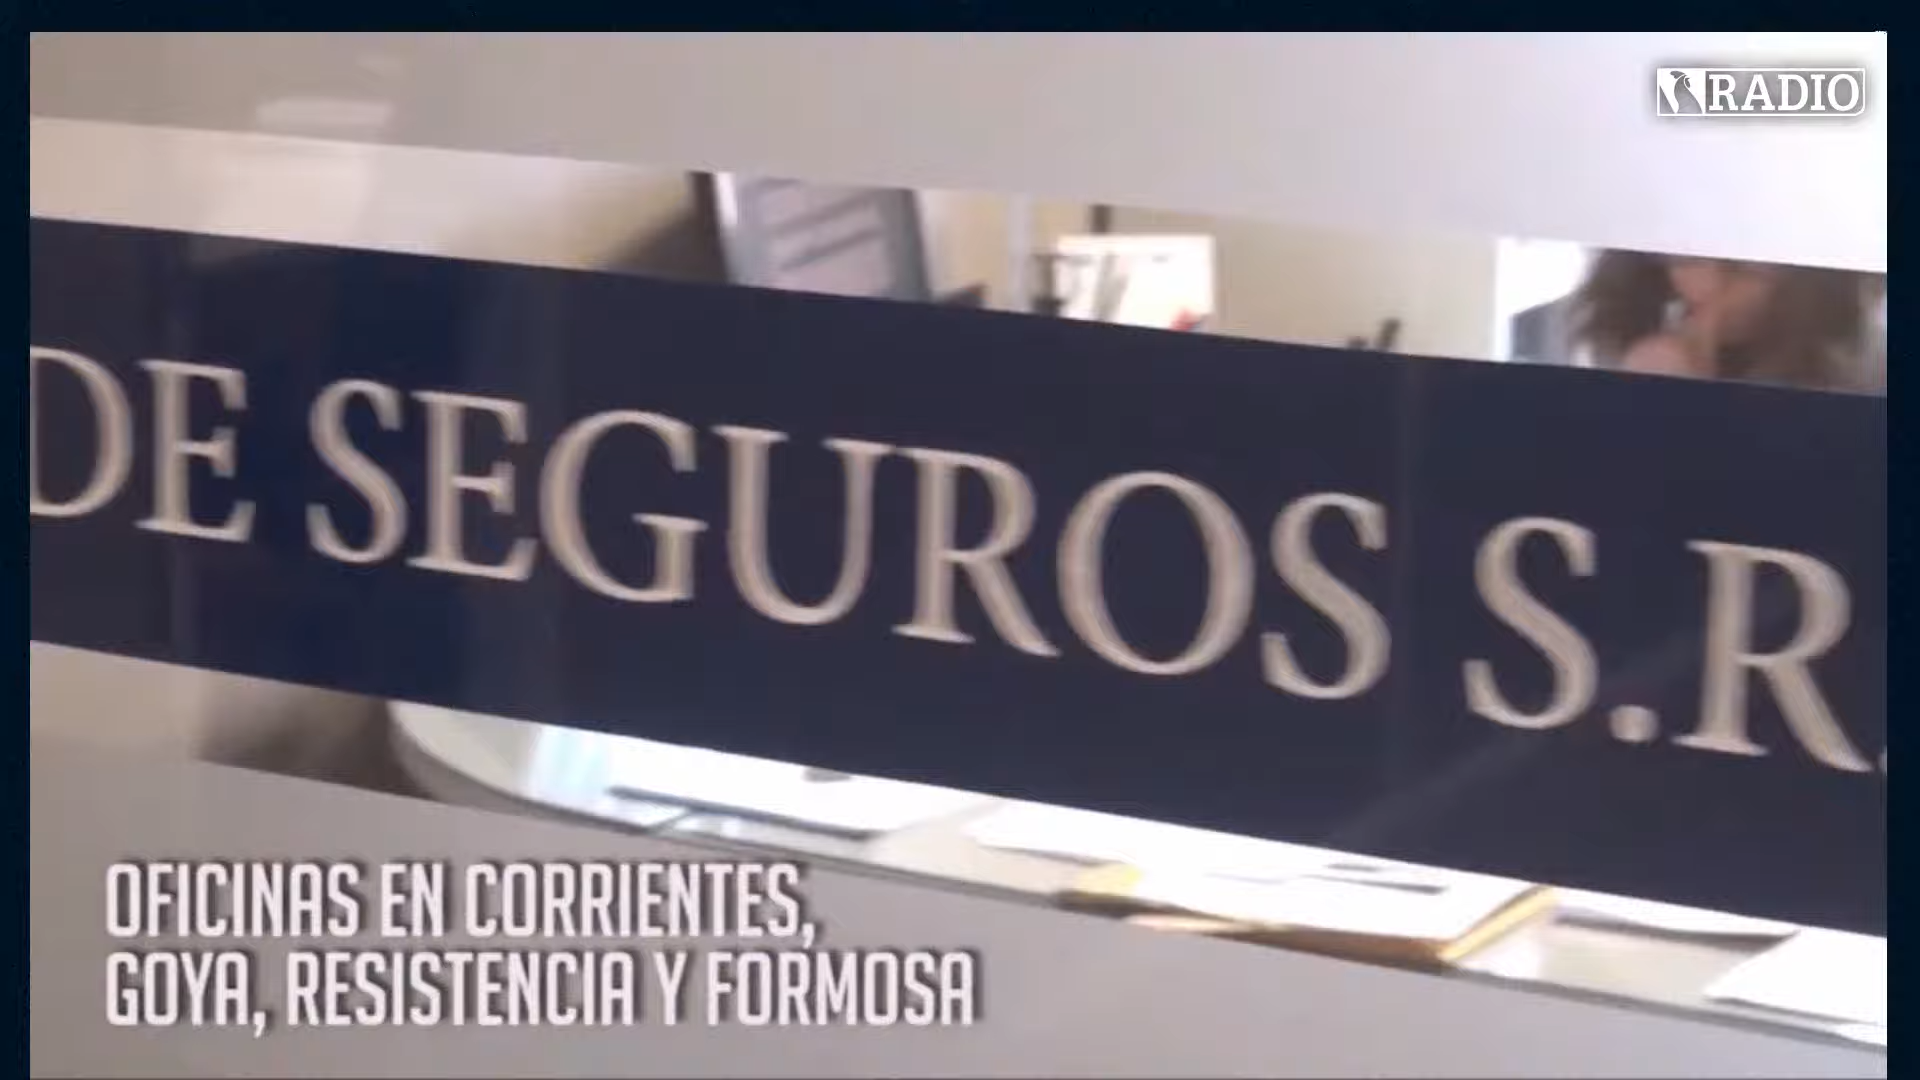 RADIO
DE SEGUROS S.R.
OFICINAS EN CORRIENTES,
GOYA, RESISTENCIA Y FORMOSA